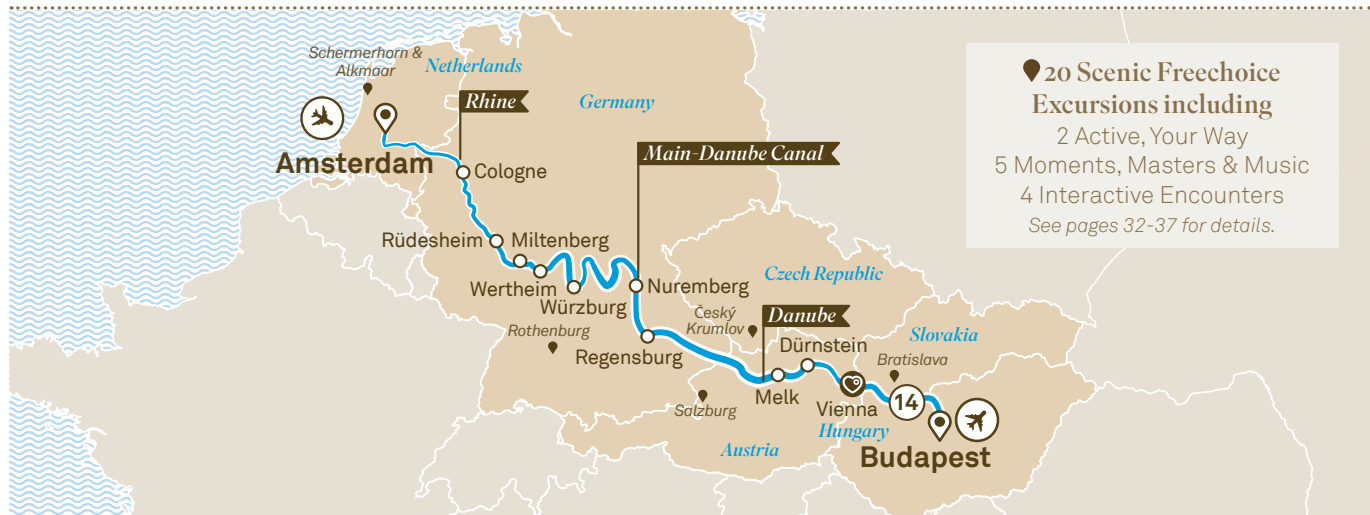 Schermerhorn &
Alkmaar
Netherlands
Rhine
Germany
Amsterdam
Cologne
Main-Danube Canal
Rüdesheim
Miltenberg
Wertheim
Würzburg
Nuremberg
Czech Republic
Rothenburg
Český
Krumlov
Danube
Regensburg
Dürnstein
Slovakia
Bratislava
Melk
Salzburg
Vienna
14
Hungary
Austria
Budapest
20 Scenic Freechoice
Excursions including
2 Active, Your Way
5 Moments, Masters & Music
4 Interactive Encounters
See pages 32-37 for details.